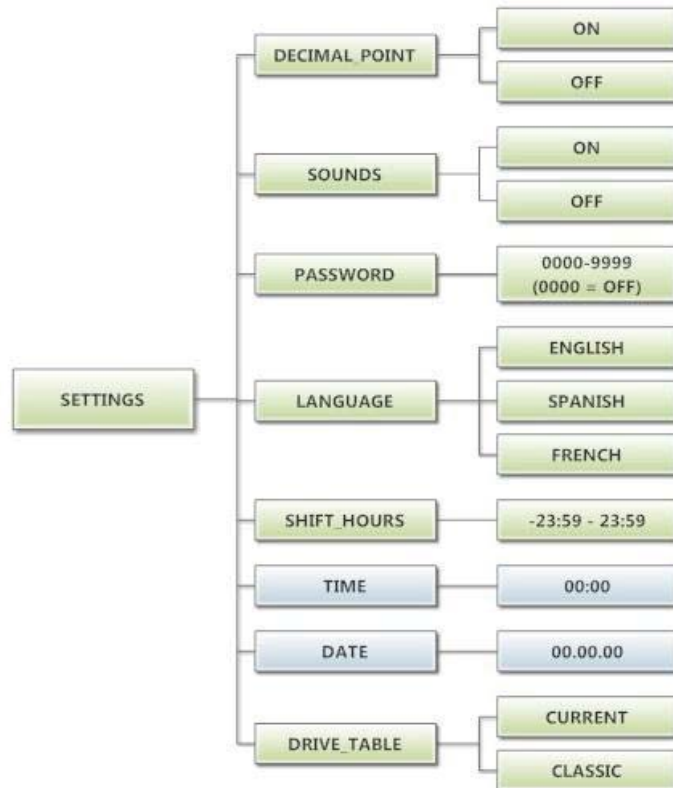 SETTINGS
DECIMAL_POINT
ON
OFF
SOUNDS
ON
OFF
PASSWORD
0000-9999
(0000 = OFF)
LANGUAGE
ENGLISH
SPANISH
FRENCH
SHIFT_HOURS
-23:59 - 23:59
TIME
00:00
DATE
00.00.00
DRIVE_TABLE
CURRENT
CLASSIC